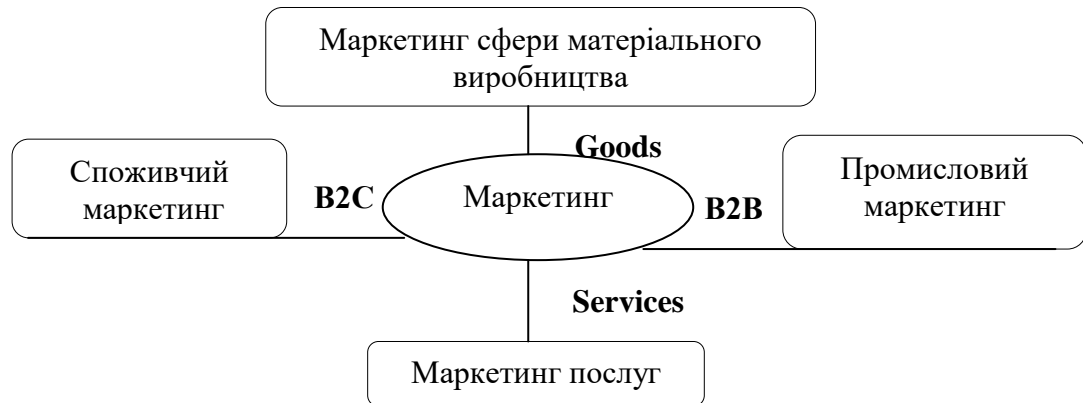 Маркетинг сфери матеріального
виробництва
Goods
Споживчий
маркетинг
B2C
Маркетинг
B2B
Промисловий
маркетинг
Services
Маркетинг послуг